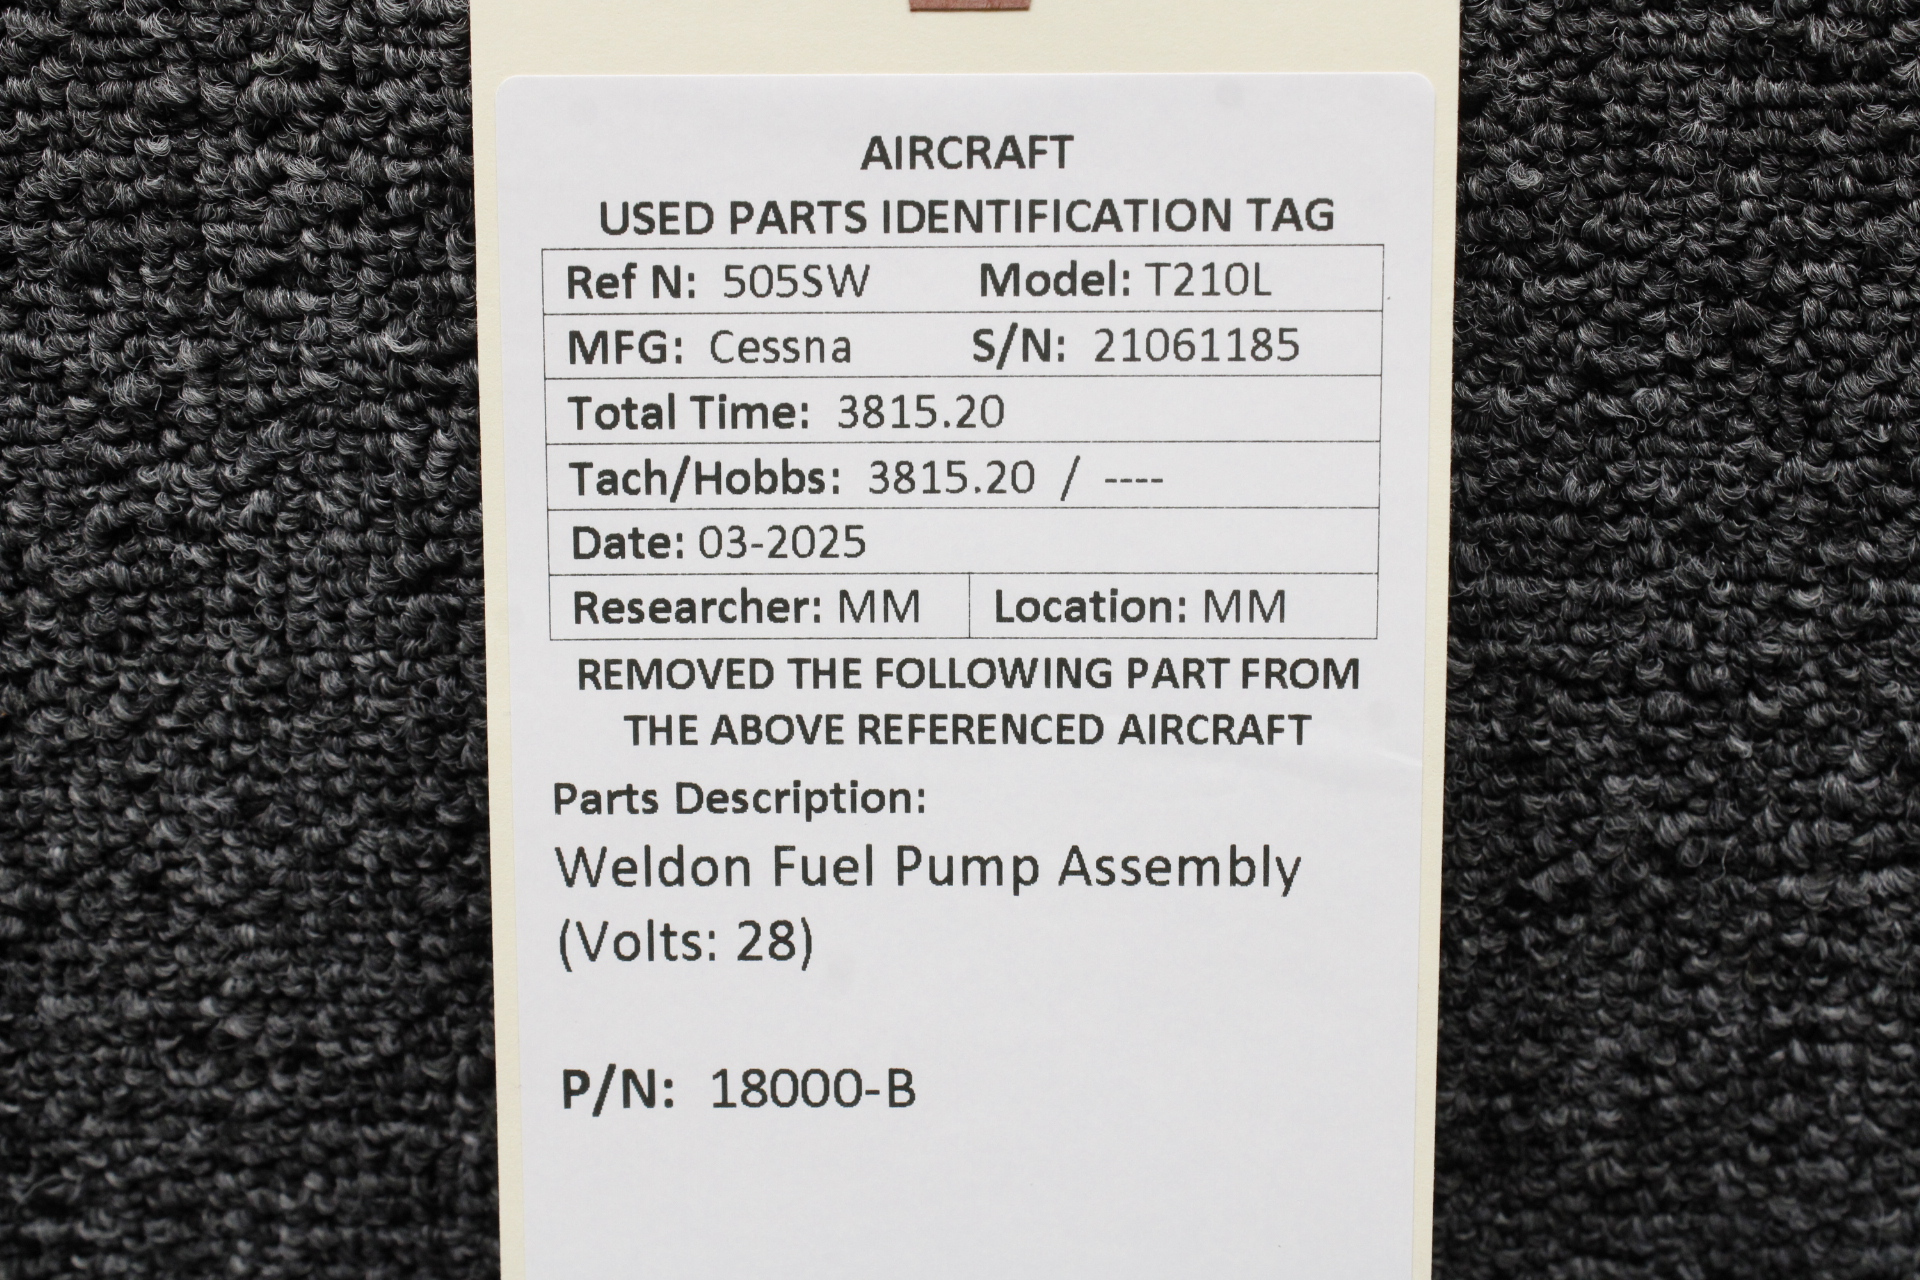 AIRCRAFT
USED PARTS IDENTIFICATION TAG
Ref N: 505SW Model: T210L
MFG: Cessna S/N: 21061185
Total Time: 3815.20
Tach/Hobbs: 3815.20 / ----
Date: 03-2025
Researcher: MM Location: MM
REMOVED THE FOLLOWING PART FROM
THE ABOVE REFERENCED AIRCRAFT
Parts Description:
Weldon Fuel Pump Assembly
(Volts: 28)
P/N: 18000-B